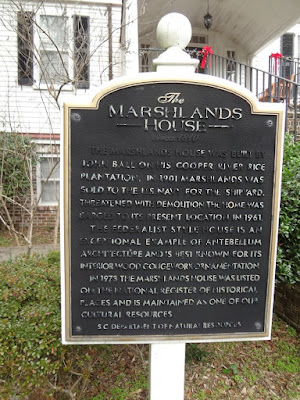 The
MARSHLANDS
HOUSE
THE MARSHLANDS HOUSE WAS BUILT BY
JOHN BALL ON HIS COOPER RIVER RICE
PLANTATION. IN 1901 MARSHLANDS WAS
SOLD TO THE U.S. NAVY FOR THE SHIPYARD.
THREATENED WITH DEMOLITION THE HOME WAS
BARGED TO ITS PRESENT LOCATION IN 1961.
THE FEDERALIST STYLE HOUSE IS AN
EXCEPTIONAL EXAMPLE OF ANTEBELLUM
ARCHITECTURE AND IS BEST KNOWN FOR ITS
INTERIOR WOOD GOUGEWORK ORNAMENTATION.
IN 1973 THE MARSHLANDS HOUSE WAS LISTED
ON THE NATIONAL REGISTER OF HISTORICAL
PLACES AND IS MAINTAINED AS ONE OF OUR
CULTURAL RESOURCES
S.C. DEPARTMENT OF NATURAL RESOURCES